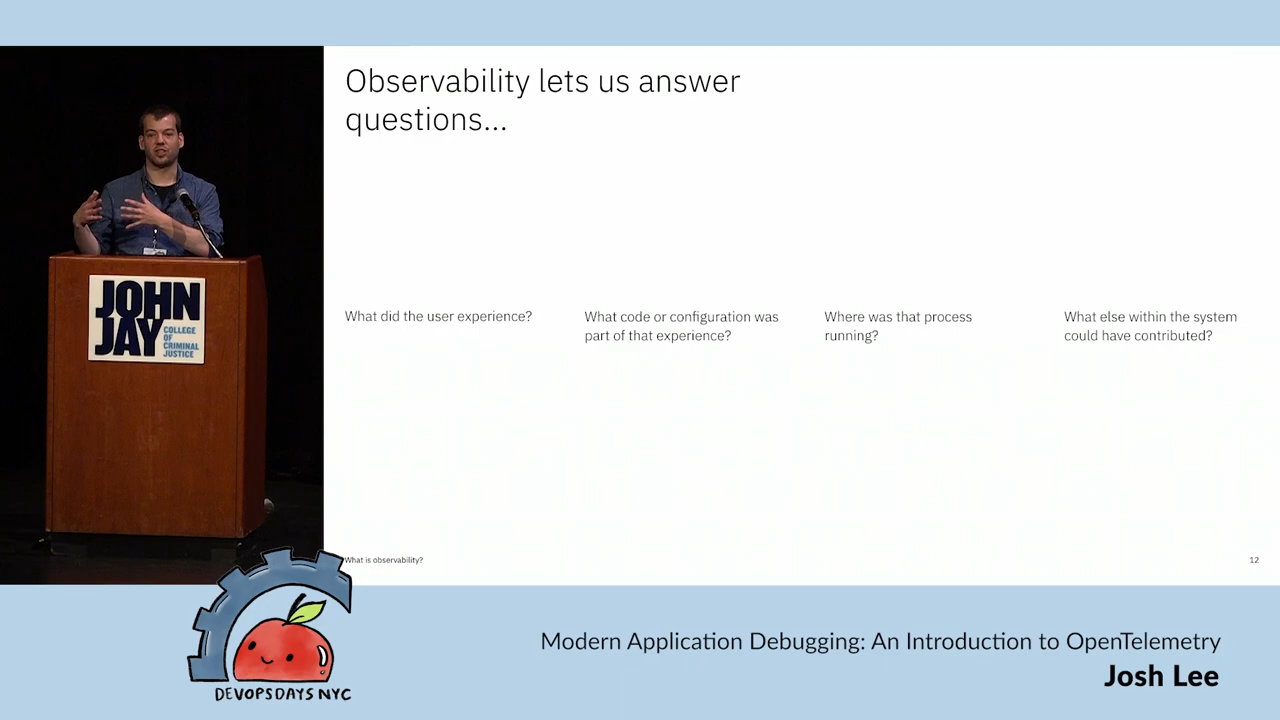 Observability lets us answer
questions...
What did the user experience?
What code or configuration was
part of that experience?
Where was that process
running?
What else within the system
could have contributed?
What is observability?
12
JOHN
JAY
COLLEGE
OF
CRIMINAL
JUSTICE
DEVOPSDAYS NYC
Modern Application Debugging: An Introduction to OpenTelemetry
Josh Lee